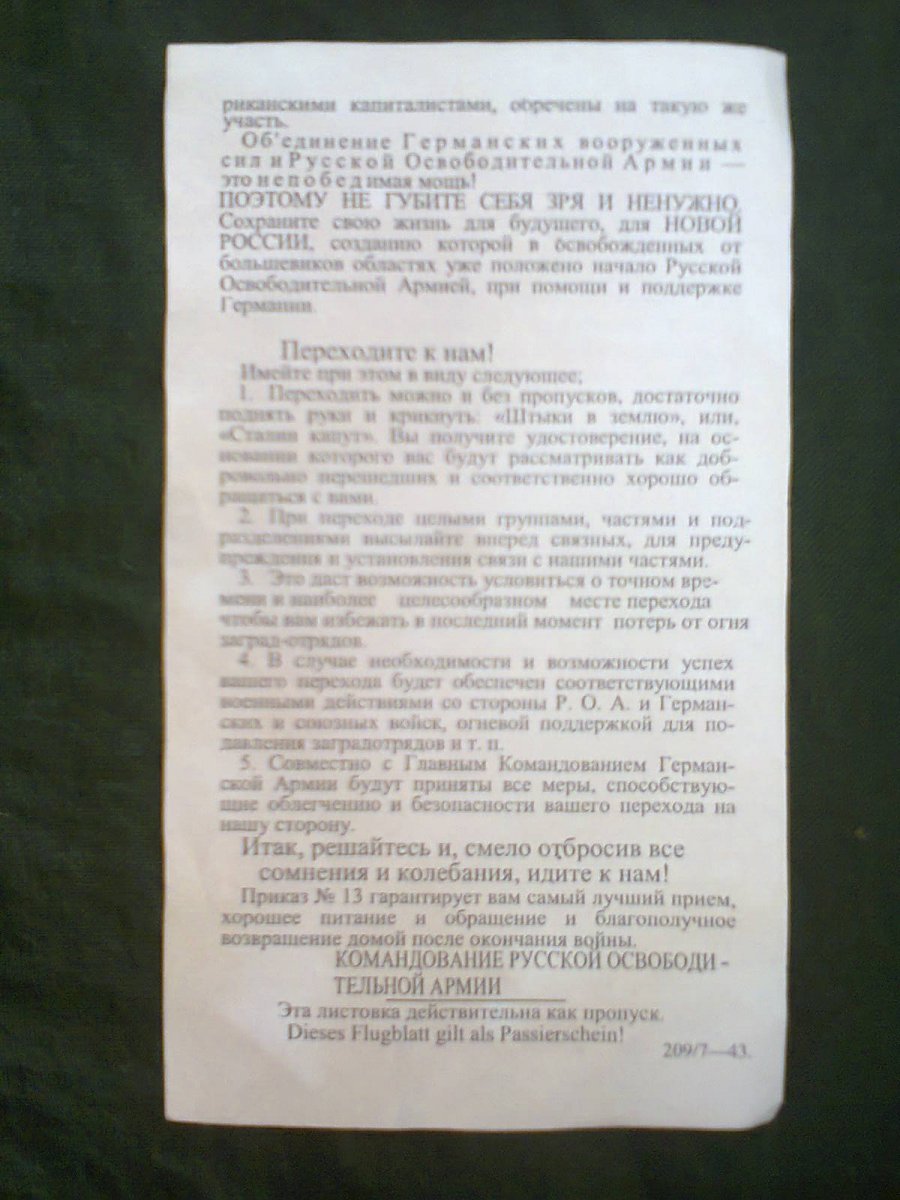 риканскими капиталистами, обречены на такую же
участь.
Об'единение Германских вооруженных
сил и Русской Освободительной Армии —
это непобедимая мощь!
ПОЭТОМУ НЕ ГУБИТЕ СЕБЯ ЗРЯ И НЕНУЖНО.
Сохраните свою жизнь для будущего, для НОВОЙ
РОССИИ, созданию которой в освобожденных от
большевиков областях уже положено начало Русской
Освободительной Армией, при помощи и поддержке
Германии.
Переходите к нам!
Имейте при этом в виду следующее;
1. Переходить можно и без пропусков, достаточно
поднять руки и крикнуть: «Штыки в землю», или,
«Сталин капут». Вы получите удостоверение, на ос-
новании которого вас будут рассматривать как доб-
ровольно перешедших и соответственно хорошо об-
ращаться с вами.
2. При переходе целыми группами, частями и под-
разделениями высылайте вперед связных, для преду-
преждения и установления связи с нашими частями.
3. Это даст возможность условиться о точном вре-
мени и наиболее целесообразном месте перехода
чтобы вам избежать в последний момент потерь от огня
заград-отрядов.
4. В случае необходимости и возможности успех
вашего перехода будет обеспечен соответствующими
военными действиями со стороны Р. О. А. и Герман-
ских и союзных войск, огневой поддержкой для по-
давления заградотрядов и т. п.
5. Совместно с Главным Командованием Герман-
ской Армии будут приняты все меры, способствую-
щие облегчению и безопасности вашего перехода на
нашу сторону.
Итак, решайтесь и, смело отбросив все
сомнения и колебания, идите к нам!
Приказ № 13 гарантирует вам самый лучший прием,
хорошее питание и обращение и благополучное
возвращение домой после окончания войны.
КОМАНДОВАНИЕ РУССКОЙ ОСВОБОДИ -
ТЕЛЬНОЙ АРМИИ
Эта листовка действительна как пропуск.
Dieses Flugblatt gilt als Passierschein!
209/7—43.